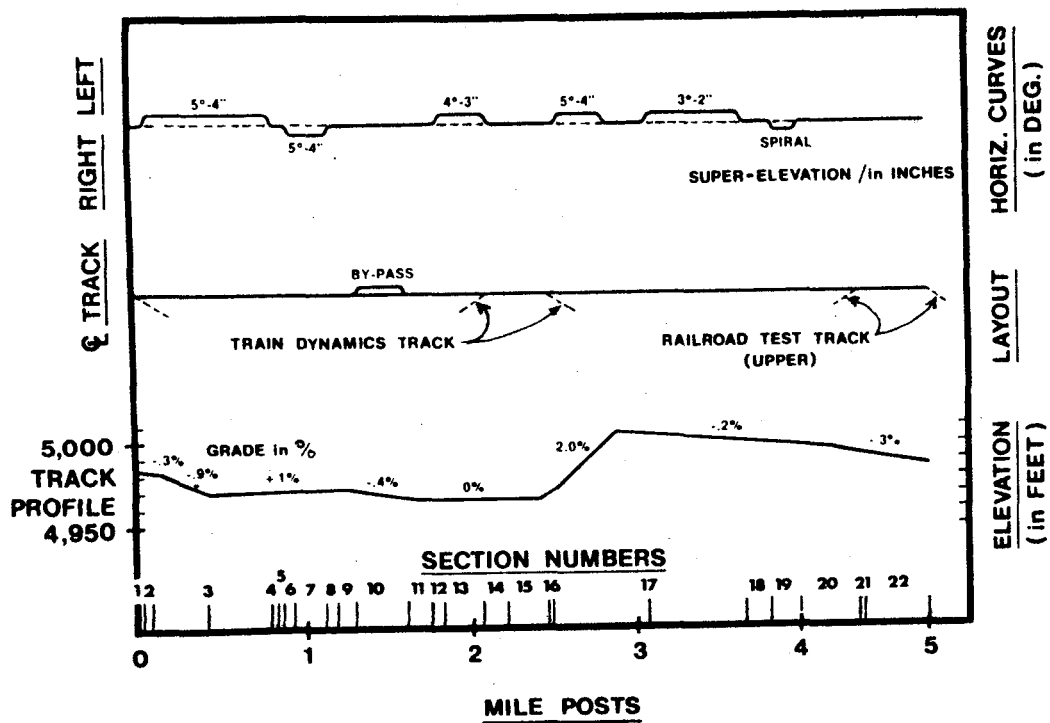 LEFT
RIGHT
HORIZ. CURVES
(in DEG.)
5°-4"
4°-3"
5°-4"
3°-2"
5°-4"
SPIRAL
SUPER-ELEVATION /in INCHES
℄ TRACK
LAYOUT
BY-PASS
TRAIN DYNAMICS TRACK
RAILROAD TEST TRACK
(UPPER)
5,000
TRACK
PROFILE
4,950
ELEVATION
(in FEET)
GRADE in %
-.3%
-.9%
+1%
-.4%
0%
2.0%
-.2%
-3%
SECTION NUMBERS
1 2 3 4 5 6 7 8 9 10 11 12 13 14 15 16 17 18 19 20 21 22
0 1 2 3 4 5
MILE POSTS